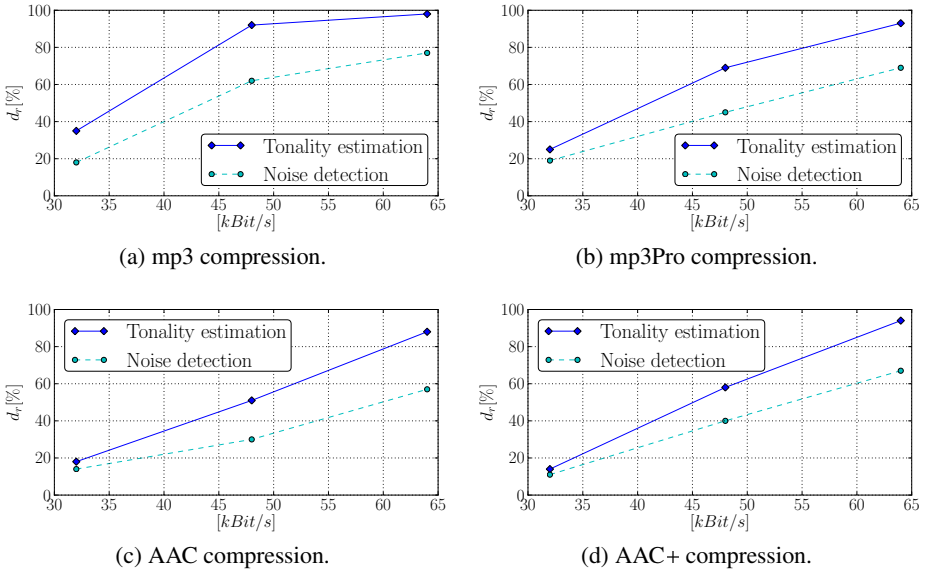 100
80
60
40
20
0
d_r[%]
Tonality estimation
Noise detection
30 35 40 45 50 55 60 65
[kBit/s]
(a) mp3 compression.
100
80
60
40
20
0
d_r[%]
Tonality estimation
Noise detection
30 35 40 45 50 55 60 65
[kBit/s]
(b) mp3Pro compression.
100
80
60
40
20
0
d_r[%]
Tonality estimation
Noise detection
30 35 40 45 50 55 60 65
[kBit/s]
(c) AAC compression.
100
80
60
40
20
0
d_r[%]
Tonality estimation
Noise detection
30 35 40 45 50 55 60 65
[kBit/s]
(d) AAC+ compression.